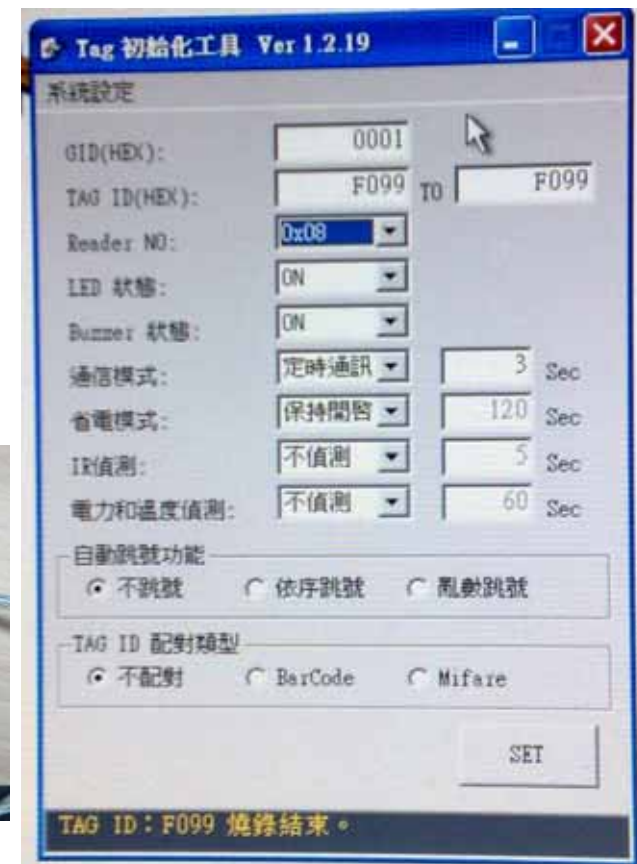 Tag 初始化工具 Ver 1.2.19
系統設定
GID(HEX): 0001
TAG ID(HEX): F099 TO F099
Reader NO: 0x08
LED 狀態: ON
Buzzer 狀態: ON
通信模式: 定時通訊 3 Sec
省電模式: 保持開啓 120 Sec
IR偵測: 不偵測 5 Sec
電力和溫度偵測: 不偵測 60 Sec
自動跳號功能
不跳號 依序跳號 亂數跳號
TAG ID 配對類型
不配對 BarCode Mifare
SET
TAG ID：F099 燒錄結束。